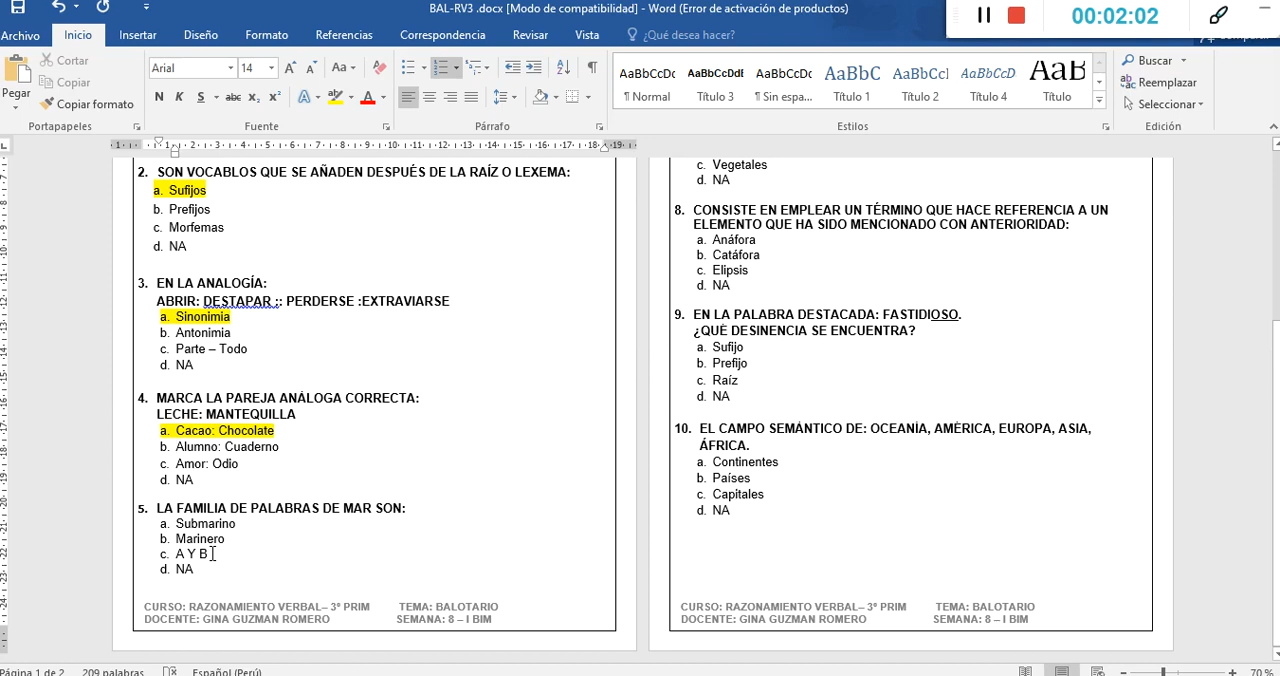 BAL-RV3 .docx [Modo de compatibilidad] - Word (Error de activación de productos)
00:02:02
Archivo Inicio Insertar Diseño Formato Referencias Correspondencia Revisar Vista ¿Qué desea hacer?
Pegar
Cortar
Copiar
Copiar formato
Portapapeles
Arial 14
N K S abc x₂ x²
Fuente
Párrafo
AaBbCcDc AaBbCcDdI AaBbCcDc AaBbC AaBbCcI AaBbCcD AaB
¶ Normal Título 3 ¶ Sin espa... Título 1 Título 2 Título 4 Título
Estilos
Buscar
Reemplazar
Seleccionar
Edición
2. SON VOCABLOS QUE SE AÑADEN DESPUÉS DE LA RAÍZ O LEXEMA:
a. Sufijos
b. Prefijos
c. Morfemas
d. NA
3. EN LA ANALOGÍA:
ABRIR: DESTAPAR :: PERDERSE :EXTRAVIARSE
a. Sinonimia
b. Antonimia
c. Parte – Todo
d. NA
4. MARCA LA PAREJA ANÁLOGA CORRECTA:
LECHE: MANTEQUILLA
a. Cacao: Chocolate
b. Alumno: Cuaderno
c. Amor: Odio
d. NA
5. LA FAMILIA DE PALABRAS DE MAR SON:
a. Submarino
b. Marinero
c. A Y B
d. NA
CURSO: RAZONAMIENTO VERBAL– 3° PRIM TEMA: BALOTARIO
DOCENTE: GINA GUZMAN ROMERO SEMANA: 8 – I BIM
c. Vegetales
d. NA
8. CONSISTE EN EMPLEAR UN TÉRMINO QUE HACE REFERENCIA A UN
ELEMENTO QUE HA SIDO MENCIONADO CON ANTERIORIDAD:
a. Anáfora
b. Catáfora
c. Elipsis
d. NA
9. EN LA PALABRA DESTACADA: FASTIDIOSO.
¿QUÉ DESINENCIA SE ENCUENTRA?
a. Sufijo
b. Prefijo
c. Raíz
d. NA
10. EL CAMPO SEMÁNTICO DE: OCEANÍA, AMÉRICA, EUROPA, ASIA,
ÁFRICA.
a. Continentes
b. Países
c. Capitales
d. NA
CURSO: RAZONAMIENTO VERBAL– 3° PRIM TEMA: BALOTARIO
DOCENTE: GINA GUZMAN ROMERO SEMANA: 8 – I BIM
Página 1 de 2 209 palabras Español (Perú) 70 %